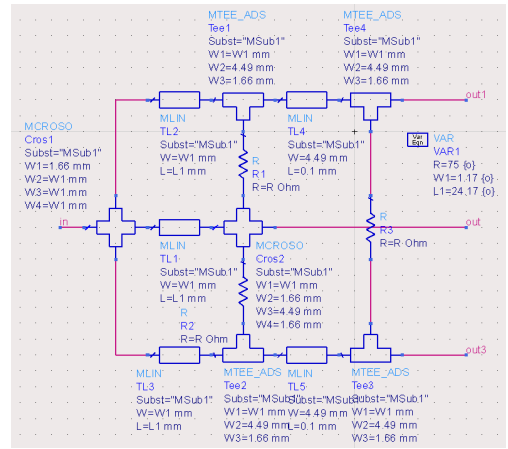 MTEE_ADS
Tee1
Subst="MSub1"
W1=W1 mm
W2=4.49 mm
W3=1.66 mm
MTEE_ADS
Tee4
Subst="MSub1"
W1=W1 mm
W2=4.49 mm
W3=1.66 mm
out1
MCROSO
Cros1
Subst="MSub1"
W1=1.66 mm
W2=W1 mm
W3=W1 mm
W4=W1 mm
MLIN
TL2
Subst="MSub1"
W=W1 mm
L=L1 mm
R
R1
R=R Ohm
MLIN
TL4
Subst="MSub1"
W=4.49 mm
L=0.1 mm
Var
Eqn
VAR
VAR1
R=75 {o}
W1=1.17 {o}
L1=24.17 {o}
in
R
R3
R=R Ohm
out
MLIN
TL1
Subst="MSub1"
W=W1 mm
L=L1 mm
MCROSO
Cros2
Subst="MSub1"
W1=W1 mm
W2=1.66 mm
W3=4.49 mm
W4=1.66 mm
R
R2
R=R Ohm
out3
MLIN
TL3
Subst="MSub1"
W=W1 mm
L=L1 mm
MTEE_ADS
Tee2
Subst="MSub1"
W1=W1 mm
W2=4.49 mm
W3=1.66 mm
MLIN
TL5
Subst="MSub1"
W=4.49 mm
L=0.1 mm
MTEE_ADS
Tee3
Subst="MSub1"
W1=W1 mm
W2=4.49 mm
W3=1.66 mm